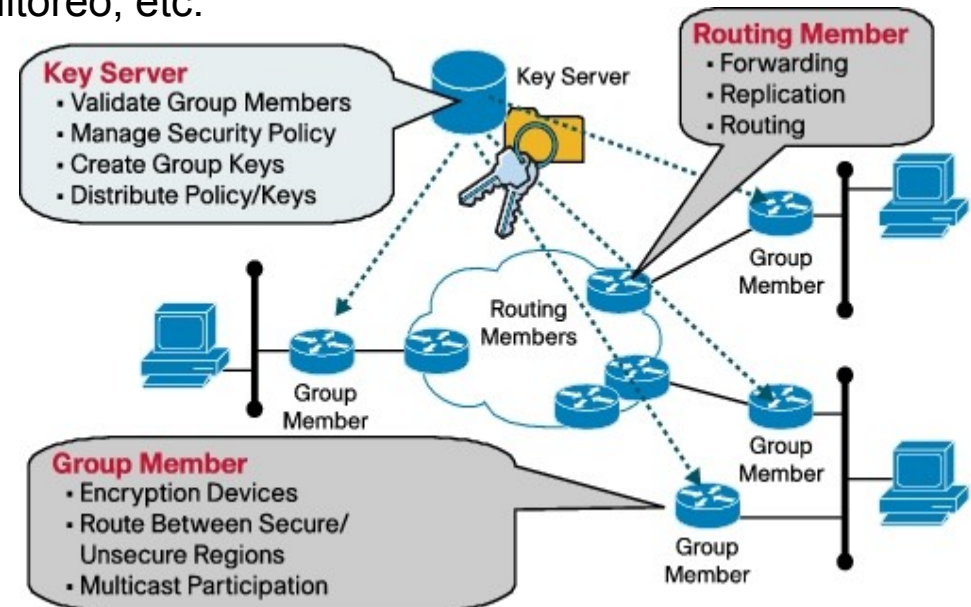 nitoreo, etc.
Key Server
▪ Validate Group Members
▪ Manage Security Policy
▪ Create Group Keys
▪ Distribute Policy/Keys
Key Server
Routing Member
▪ Forwarding
▪ Replication
▪ Routing
Group
Member
Routing
Members
Group
Member
Group
Member
Group Member
▪ Encryption Devices
▪ Route Between Secure/
Unsecure Regions
▪ Multicast Participation
Group
Member